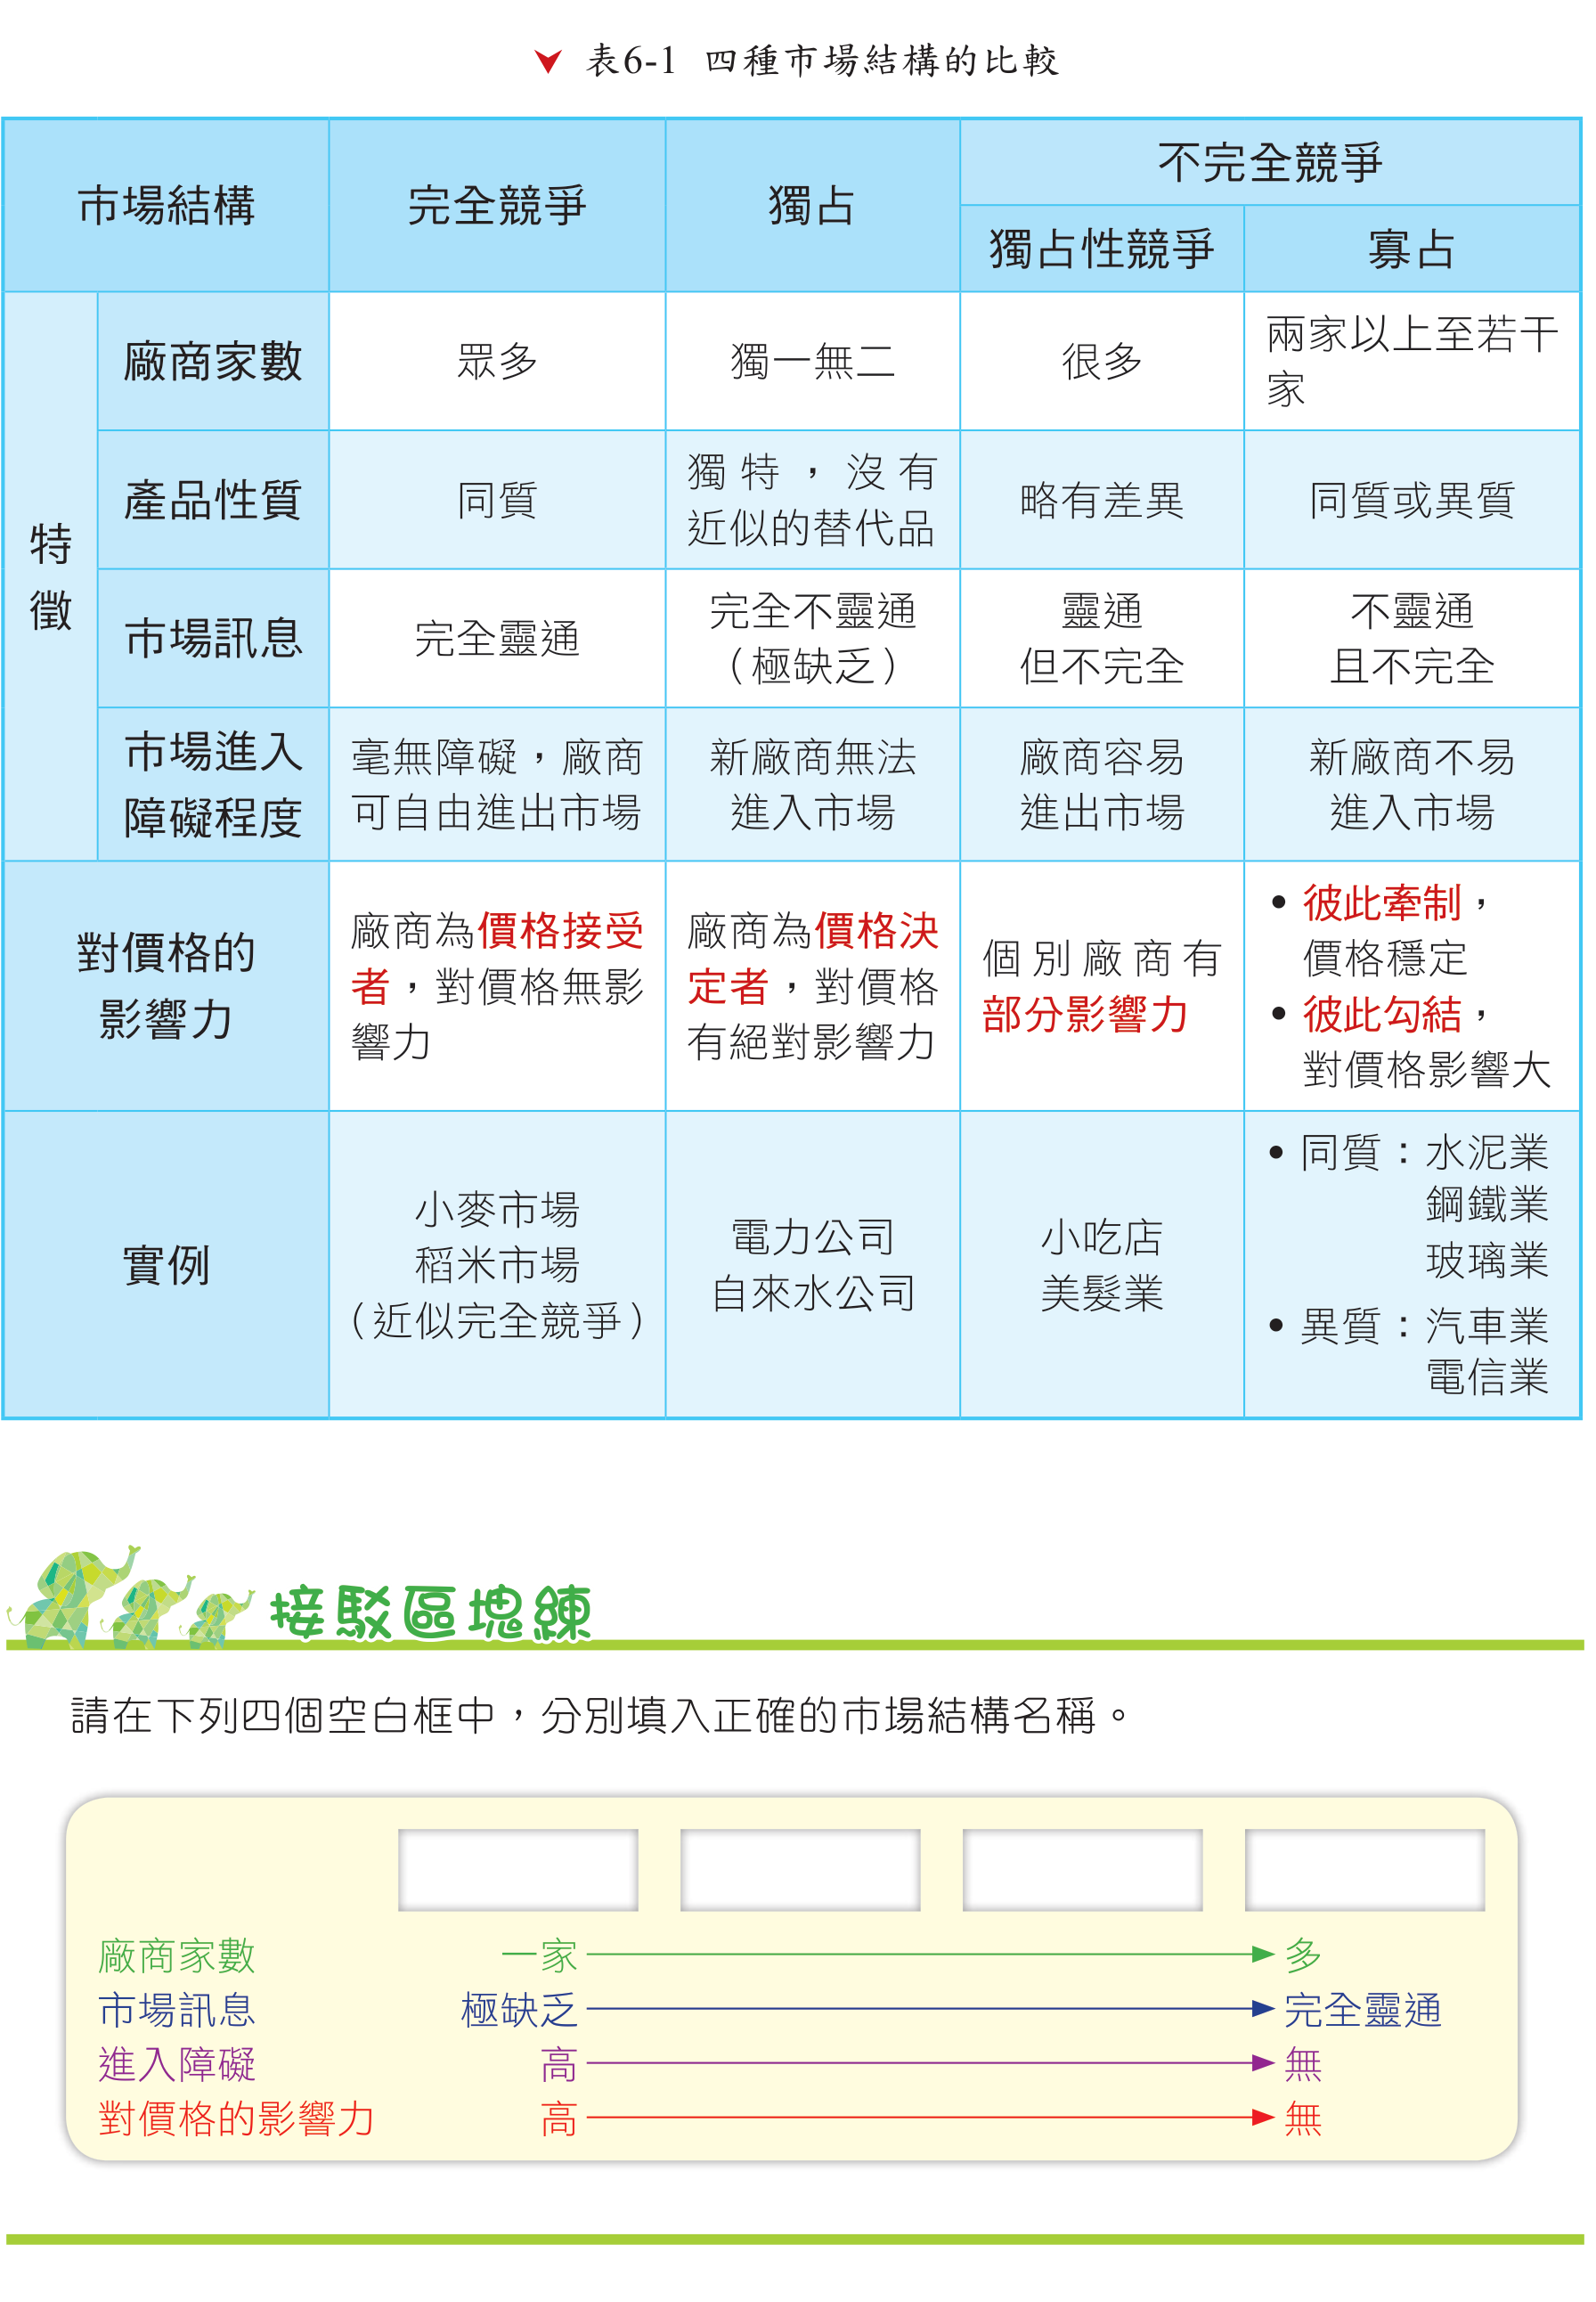 表6-1 四種市場結構的比較
市場結構
完全競爭
獨占
不完全競爭
獨占性競爭
寡占
特
徵
廠商家數
眾多
獨一無二
很多
兩家以上至若干
家
產品性質
同質
獨特，沒有
近似的替代品
略有差異
同質或異質
市場訊息
完全靈通
完全不靈通
（極缺乏）
靈通
但不完全
不靈通
且不完全
市場進入
障礙程度
毫無障礙，廠商
可自由進出市場
新廠商無法
進入市場
廠商容易
進出市場
新廠商不易
進入市場
對價格的
影響力
廠商為價格接受
者，對價格無影
響力
廠商為價格決
定者，對價格
有絕對影響力
個別廠商有
部分影響力
• 彼此牽制，
價格穩定
• 彼此勾結，
對價格影響大
實例
小麥市場
稻米市場
（近似完全競爭）
電力公司
自來水公司
小吃店
美髮業
• 同質：水泥業
鋼鐵業
玻璃業
• 異質：汽車業
電信業
接駁區塊練
請在下列四個空白框中，分別填入正確的市場結構名稱。
廠商家數 一家 多
市場訊息 極缺乏 完全靈通
進入障礙 高 無
對價格的影響力 高 無